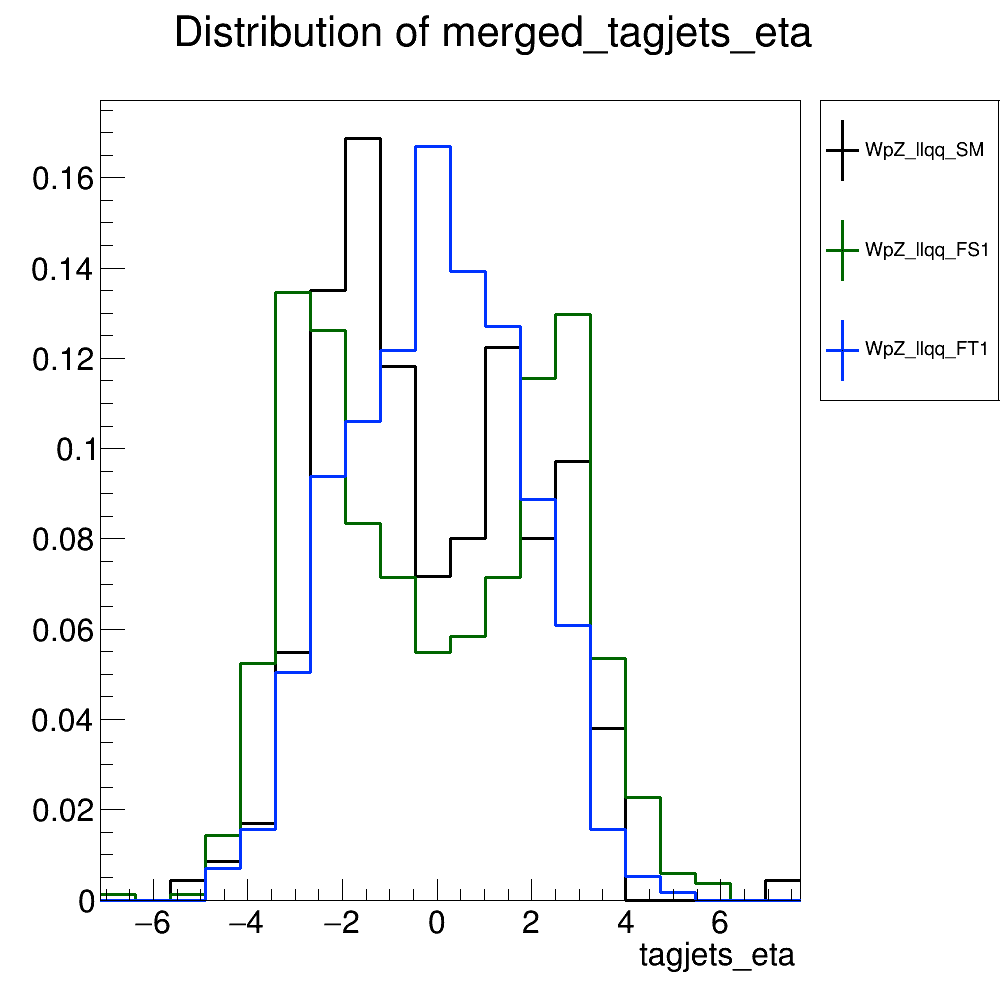 Distribution of merged_tagjets_eta
WpZ_llqq_SM
WpZ_llqq_FS1
WpZ_llqq_FT1
0.16
0.14
0.12
0.1
0.08
0.06
0.04
0.02
0
−6 −4 −2 0 2 4 6
tagjets_eta